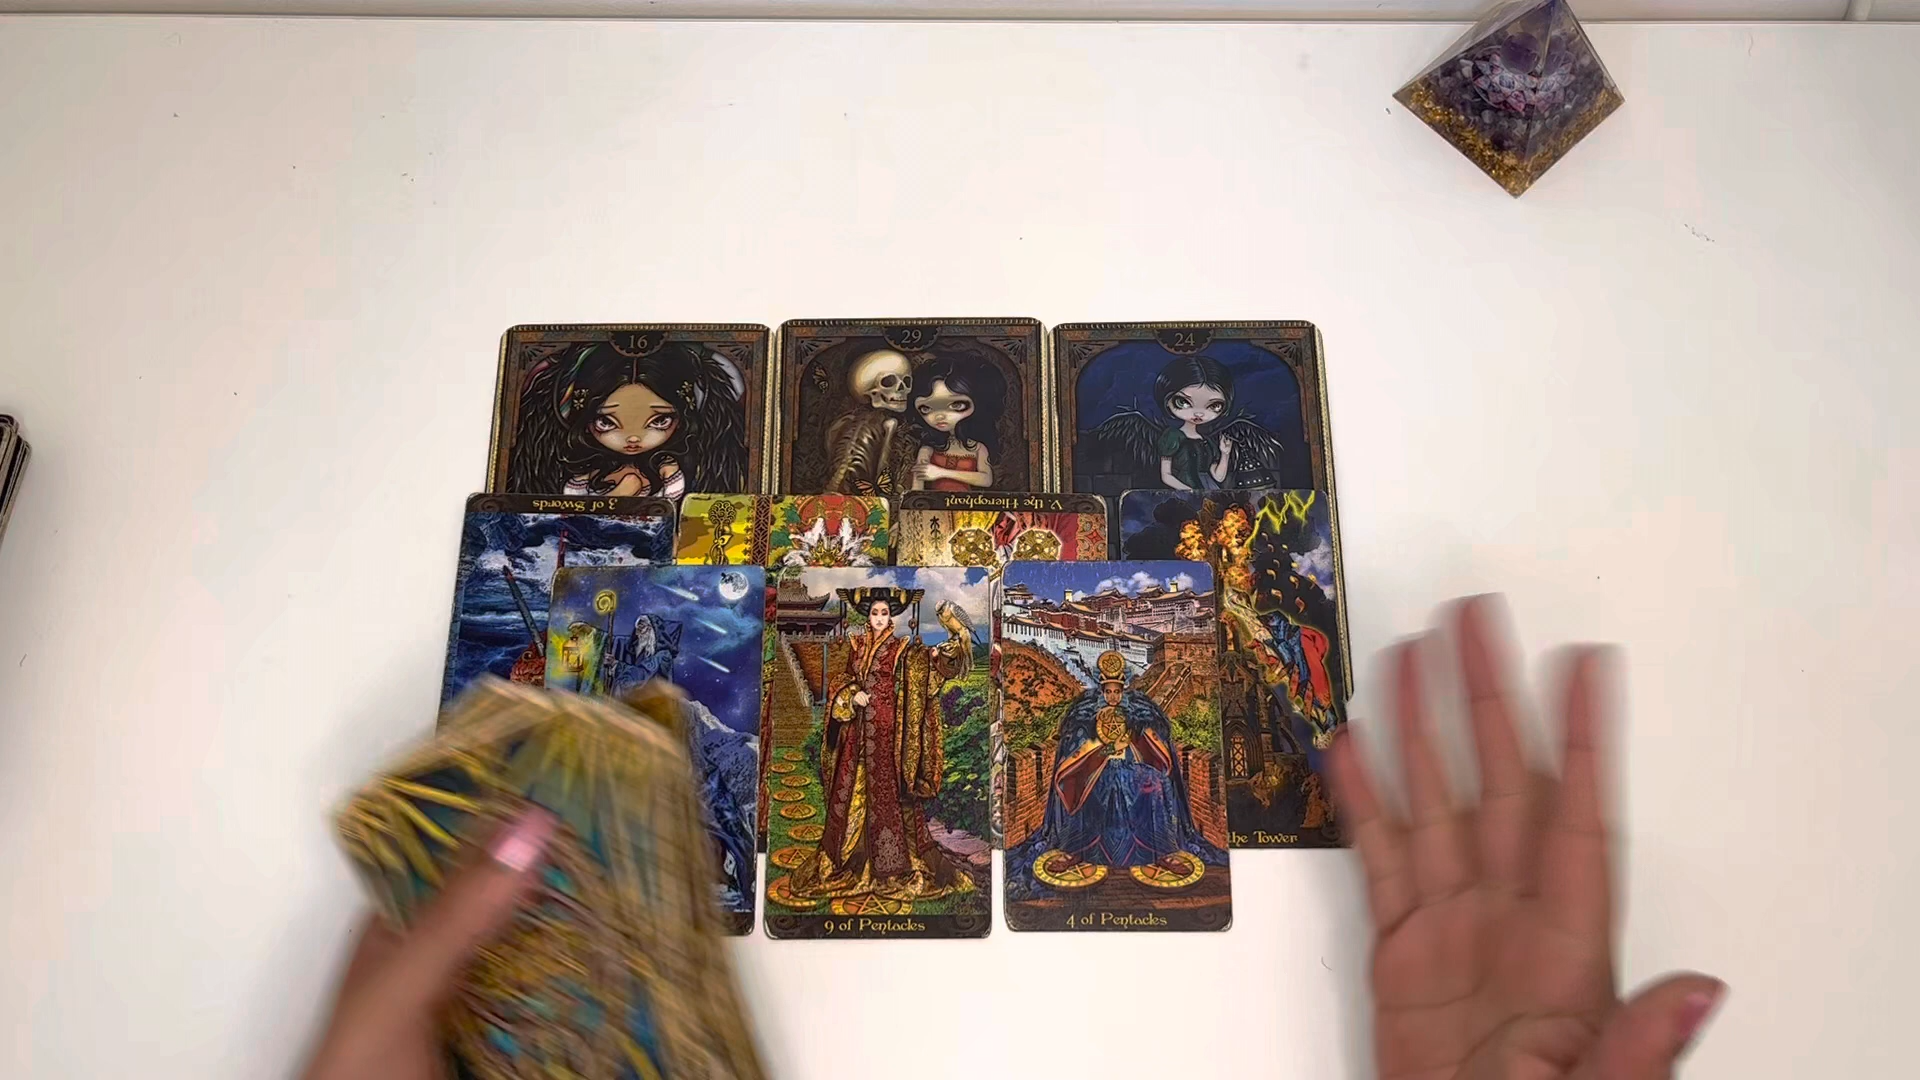 16
29
24
3 of Swords
V. the Hierophant
the Tower
9 of Pentacles
4 of Pentacles